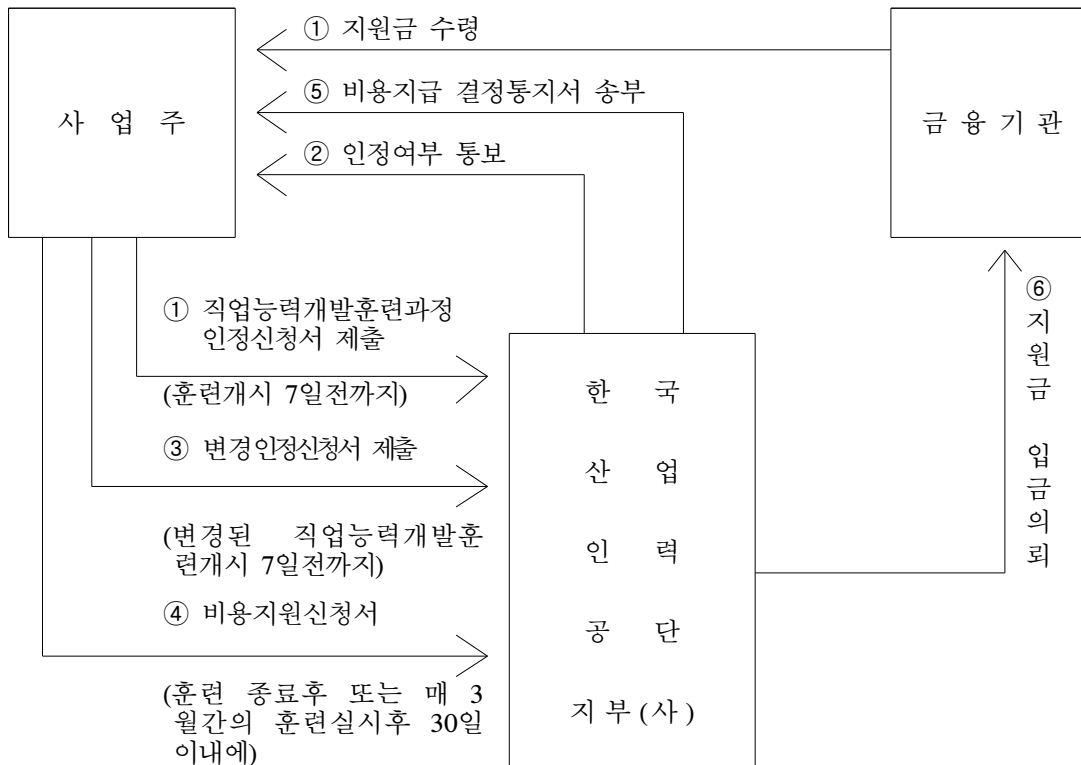 ① 지원금 수령
⑤ 비용지급 결정통지서 송부
사 업 주
금 융 기 관
② 인정여부 통보
① 직업능력개발훈련과정
인정신청서 제출
(훈련개시 7일전까지)
③ 변경인정신청서 제출
(변경된 직업능력개발훈
련개시 7일전까지)
④ 비용지원신청서
(훈련 종료후 또는 매 3
월간의 훈련실시후 30일
이내에)
한 국
산 업
인 력
공 단
지 부 (사)
⑥
지
원
금
입
금
의
뢰